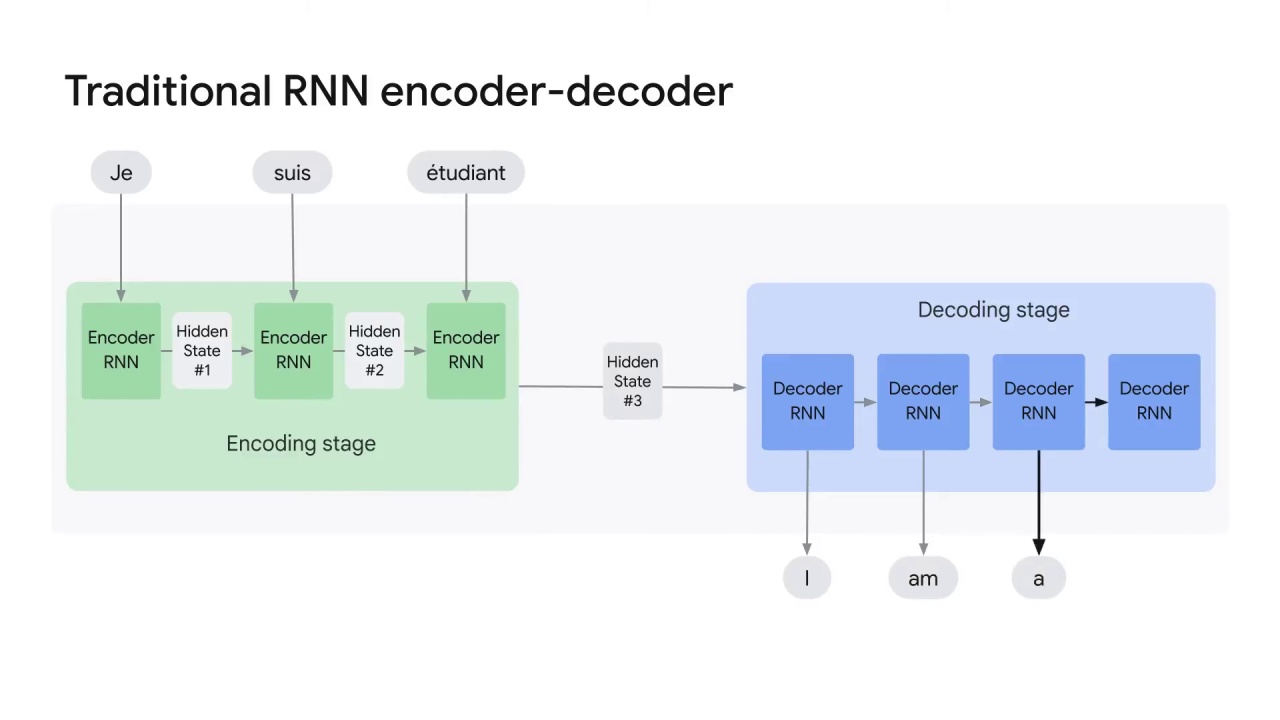 Traditional RNN encoder-decoder
Je
suis
étudiant
Encoder
RNN
Hidden
State
#1
Encoder
RNN
Hidden
State
#2
Encoder
RNN
Encoding stage
Hidden
State
#3
Decoding stage
Decoder
RNN
Decoder
RNN
Decoder
RNN
Decoder
RNN
I
am
a